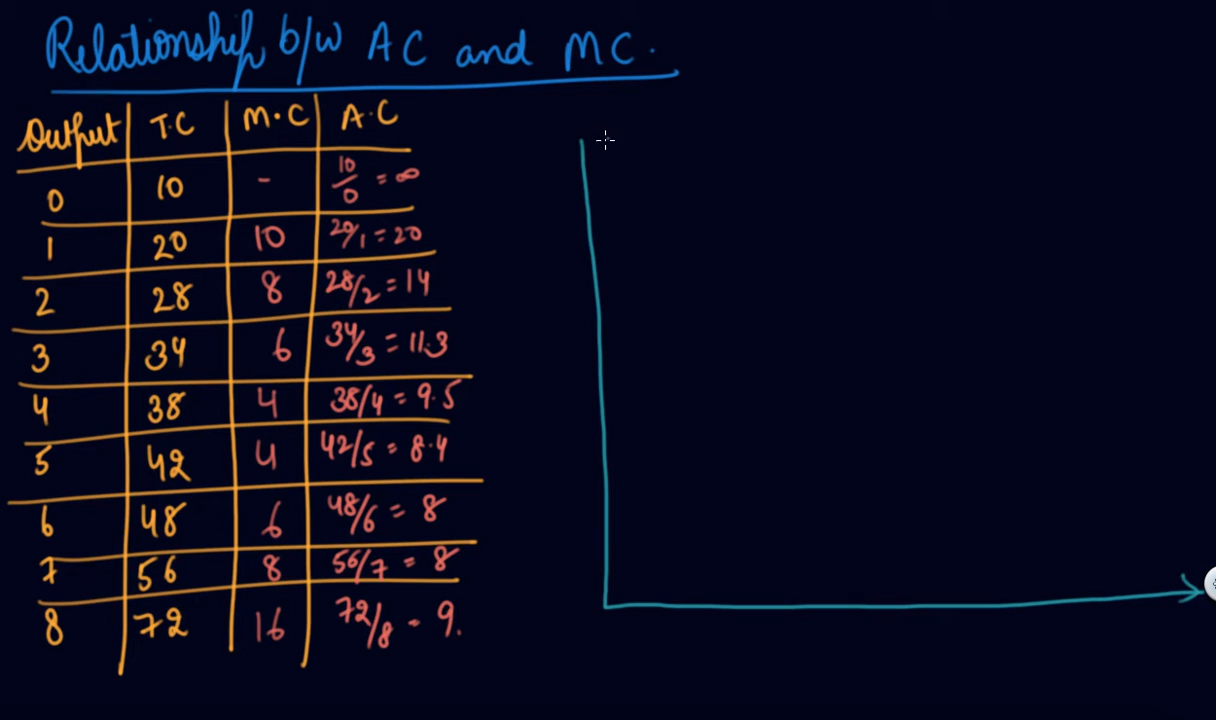 Relationship b/w AC and MC.
Output T.C M.C A.C
0 10 - 10/0 = ∞
1 20 10 20/1 = 20
2 28 8 28/2 = 14
3 34 6 34/3 = 11.3
4 38 4 38/4 = 9.5
5 42 4 42/5 = 8.4
6 48 6 48/6 = 8
7 56 8 56/7 = 8
8 72 16 72/8 - 9.